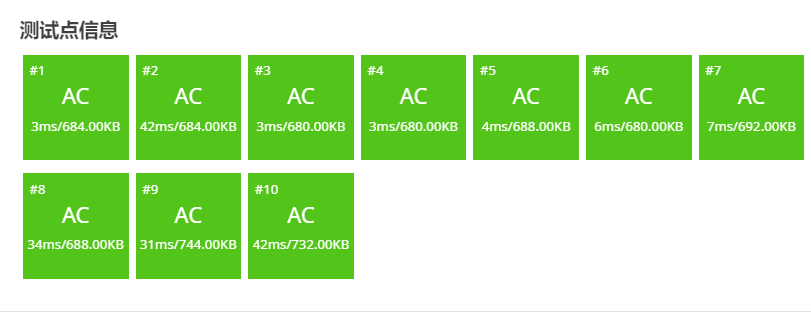 测试点信息
#1 #2 #3 #4 #5 #6 #7
AC AC AC AC AC AC AC
3ms/684.00KB 42ms/684.00KB 3ms/680.00KB 3ms/680.00KB 4ms/688.00KB 6ms/680.00KB 7ms/692.00KB
#8 #9 #10
AC AC AC
34ms/688.00KB 31ms/744.00KB 42ms/732.00KB